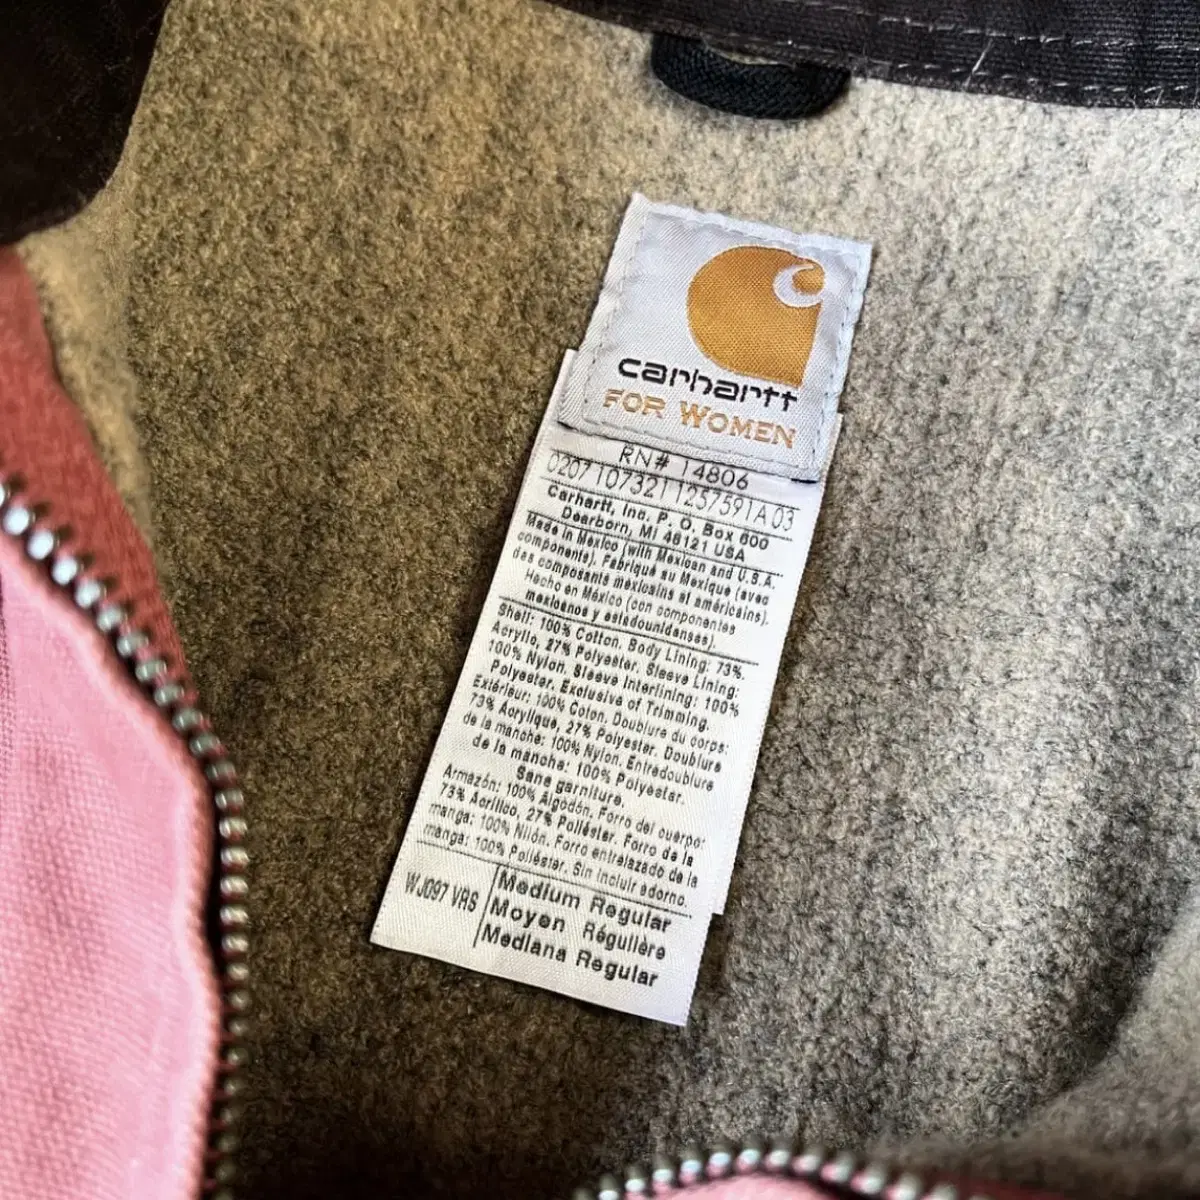 carhartt
FOR WOMEN
RN# 14806
02071073211257591A 03
Carhartt, Inc. P. O. Box 600
Dearborn, MI 48121 USA
Made in Mexico (with Mexican and U.S.A.
components). Fabriqué au Mexique (avec
des composants mexicains et américains).
Hecho en México (con componentes
mexicanos y estadounidenses).
Shell: 100% Cotton. Body Lining: 73%
Acrylic, 27% Polyester. Sleeve Lining:
100% Nylon. Sleeve Interlining: 100%
Polyester. Exclusive of Trimming.
Extérieur: 100% Coton. Doublure du corps:
73% Acrylique, 27% Polyester. Doublure
de la manche: 100% Nylon. Entredoublure
de la manche: 100% Polyester.
Sans garniture.
Armazón: 100% Algodón. Forro del cuerpo:
73% Acrílico, 27% Poliéster. Forro de la
manga: 100% Nilón. Forro entrelazado de la
manga: 100% Poliéster. Sin incluir adorno.
WJ097 VRS
Medium Regular
Moyen Régulière
Mediana Regular